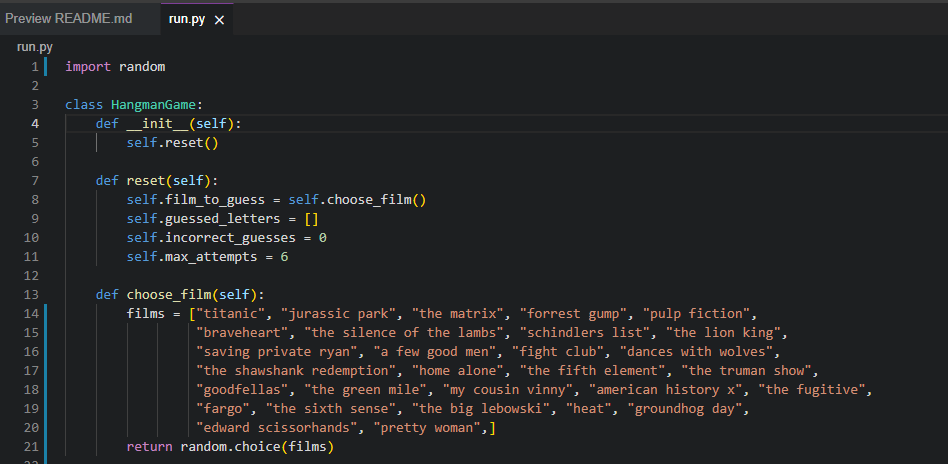 Preview README.md run.py ×
run.py
1 import random
2
3 class HangmanGame:
4     def __init__(self):
5         self.reset()
6
7     def reset(self):
8         self.film_to_guess = self.choose_film()
9         self.guessed_letters = []
10         self.incorrect_guesses = 0
11         self.max_attempts = 6
12
13     def choose_film(self):
14         films = ["titanic", "jurassic park", "the matrix", "forrest gump", "pulp fiction",
15                  "braveheart", "the silence of the lambs", "schindlers list", "the lion king",
16                  "saving private ryan", "a few good men", "fight club", "dances with wolves",
17                  "the shawshank redemption", "home alone", "the fifth element", "the truman show",
18                  "goodfellas", "the green mile", "my cousin vinny", "american history x", "the fugitive",
19                  "fargo", "the sixth sense", "the big lebowski", "heat", "groundhog day",
20                  "edward scissorhands", "pretty woman",]
21         return random.choice(films)